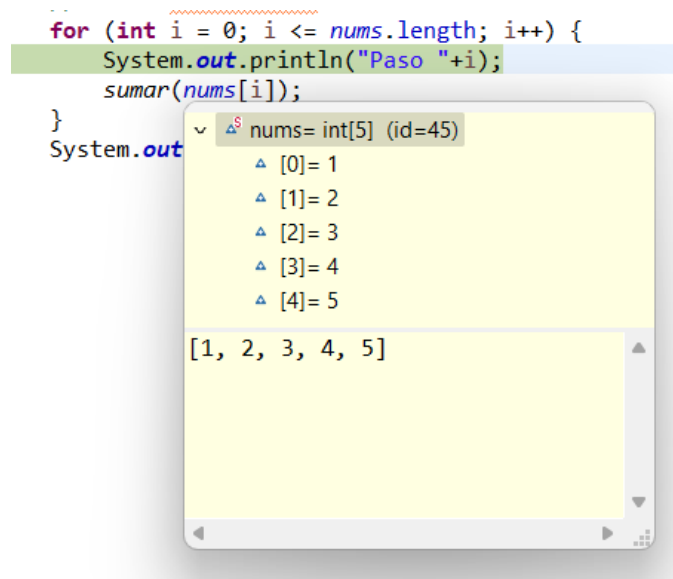 for (int i = 0; i <= nums.length; i++) {
System.out.println("Paso "+i);
sumar(nums[i]);
}
System.out
nums= int[5] (id=45)
[0]= 1
[1]= 2
[2]= 3
[3]= 4
[4]= 5
[1, 2, 3, 4, 5]